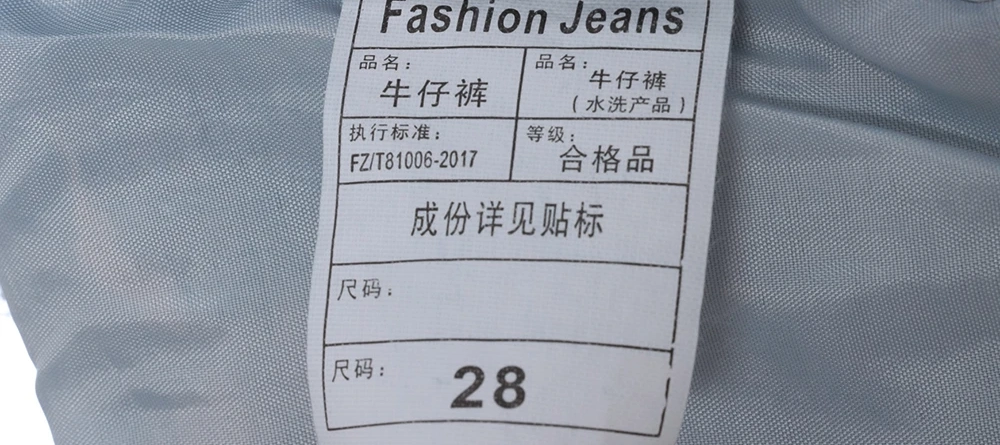 Fashion Jeans
品名：
牛仔裤
品名：
牛仔裤
（水洗产品）
执行标准：
FZ/T81006-2017
等级：
合格品
成份详见贴标
尺码：
尺码：
28